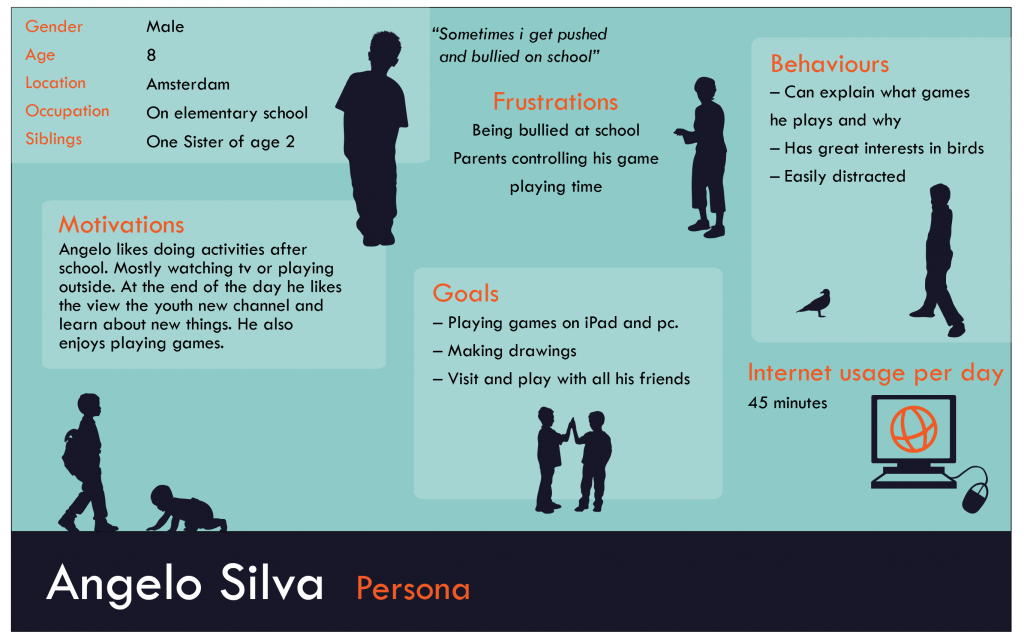 Gender Male
Age 8
Location Amsterdam
Occupation On elementary school
Siblings One Sister of age 2
“Sometimes i get pushed
and bullied on school”
Frustrations
Being bullied at school
Parents controlling his game
playing time
Behaviours
– Can explain what games
he plays and why
– Has great interests in birds
– Easily distracted
Motivations
Angelo likes doing activities after
school. Mostly watching tv or playing
outside. At the end of the day he likes
the view the youth new channel and
learn about new things. He also
enjoys playing games.
Goals
– Playing games on iPad and pc.
– Making drawings
– Visit and play with all his friends
Internet usage per day
45 minutes
Angelo Silva Persona